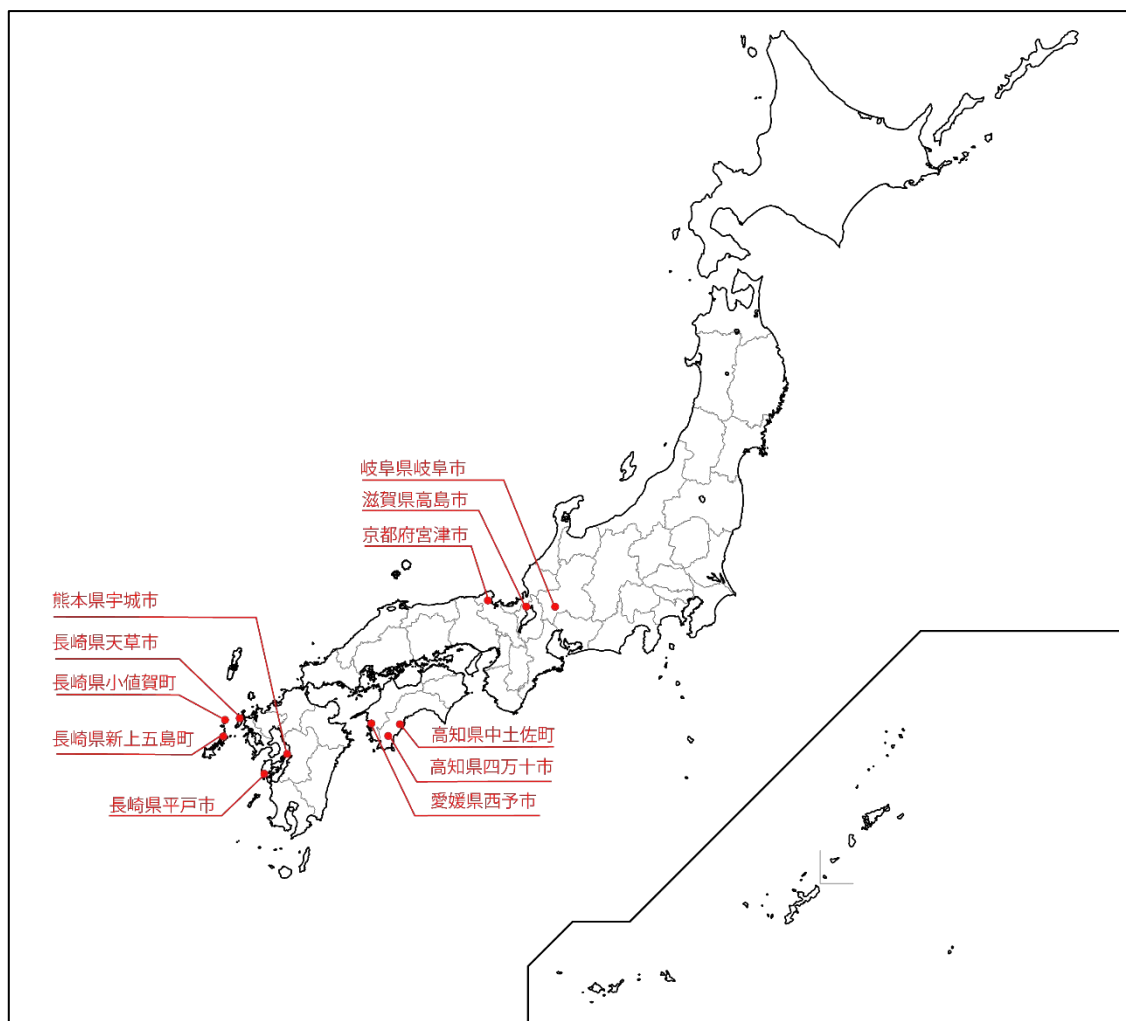 岐阜県岐阜市
滋賀県高島市
京都府宮津市
熊本県宇城市
長崎県天草市
長崎県小値賀町
長崎県新上五島町
長崎県平戸市
高知県中土佐町
高知県四万十市
愛媛県西予市